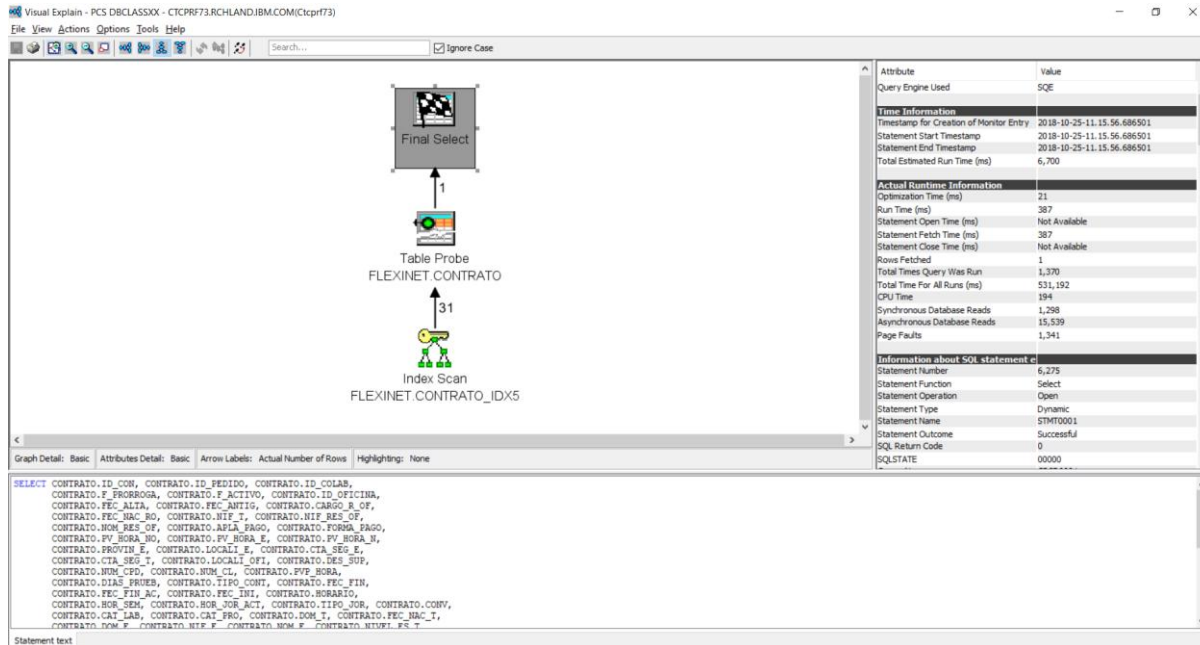 Visual Explain - PCS DBCLASSXX - CTCPRF73.RCHLAND.IBM.COM(Ctcprf73)
File View Actions Options Tools Help
Search...
Ignore Case
Final Select
1
Table Probe
FLEXINET.CONTRATO
31
Index Scan
FLEXINET.CONTRATO_IDX5
Attribute Value
Query Engine Used SQE
Time Information
Timestamp for Creation of Monitor Entry 2018-10-25-11.15.56.686501
Statement Start Timestamp 2018-10-25-11.15.56.686501
Statement End Timestamp 2018-10-25-11.15.56.686501
Total Estimated Run Time (ms) 6,700
Actual Runtime Information
Optimization Time (ms) 21
Run Time (ms) 387
Statement Open Time (ms) Not Available
Statement Fetch Time (ms) 387
Statement Close Time (ms) Not Available
Rows Fetched 1
Total Times Query Was Run 1,370
Total Time For All Runs (ms) 531,192
CPU Time 194
Synchronous Database Reads 1,298
Asynchronous Database Reads 15,539
Page Faults 1,341
Information about SQL statement e
Statement Number 6,275
Statement Function Select
Statement Operation Open
Statement Type Dynamic
Statement Name STMT0001
Statement Outcome Successful
SQL Return Code 0
SQLSTATE 00000
Graph Detail: Basic Attributes Detail: Basic Arrow Labels: Actual Number of Rows Highlighting: None
SELECT CONTRATO.ID_CON, CONTRATO.ID_PEDIDO, CONTRATO.ID_COLAB,
CONTRATO.F_PRORROGA, CONTRATO.F_ACTIVO, CONTRATO.ID_OFICINA,
CONTRATO.FEC_ALTA, CONTRATO.FEC_ANTIG, CONTRATO.CARGO_R_OF,
CONTRATO.FEC_NAC_RO, CONTRATO.NIF_T, CONTRATO.NIF_RES_OF,
CONTRATO.NOM_RES_OF, CONTRATO.APLA_PAGO, CONTRATO.FORMA_PAGO,
CONTRATO.PV_HORA_NO, CONTRATO.PV_HORA_E, CONTRATO.PV_HORA_N,
CONTRATO.PROVIN_E, CONTRATO.LOCALI_E, CONTRATO.CTA_SEG_E,
CONTRATO.CTA_SEG_T, CONTRATO.LOCALI_OFI, CONTRATO.DES_SUP,
CONTRATO.NUM_CPD, CONTRATO.NUM_CL, CONTRATO.PVP_HORA,
CONTRATO.DIAS_PRUEB, CONTRATO.TIPO_CONT, CONTRATO.FEC_FIN,
CONTRATO.FEC_FIN_AC, CONTRATO.FEC_INI, CONTRATO.HORARIO,
CONTRATO.HOR_SEM, CONTRATO.HOR_JOR_ACT, CONTRATO.TIPO_JOR, CONTRATO.CONV,
CONTRATO.CAT_LAB, CONTRATO.CAT_PRO, CONTRATO.DOM_T, CONTRATO.FEC_NAC_T,
CONTRATO.DOM_E, CONTRATO.NIF_E, CONTRATO.NOM_E, CONTRATO.NIVEL_ES_T,
Statement text